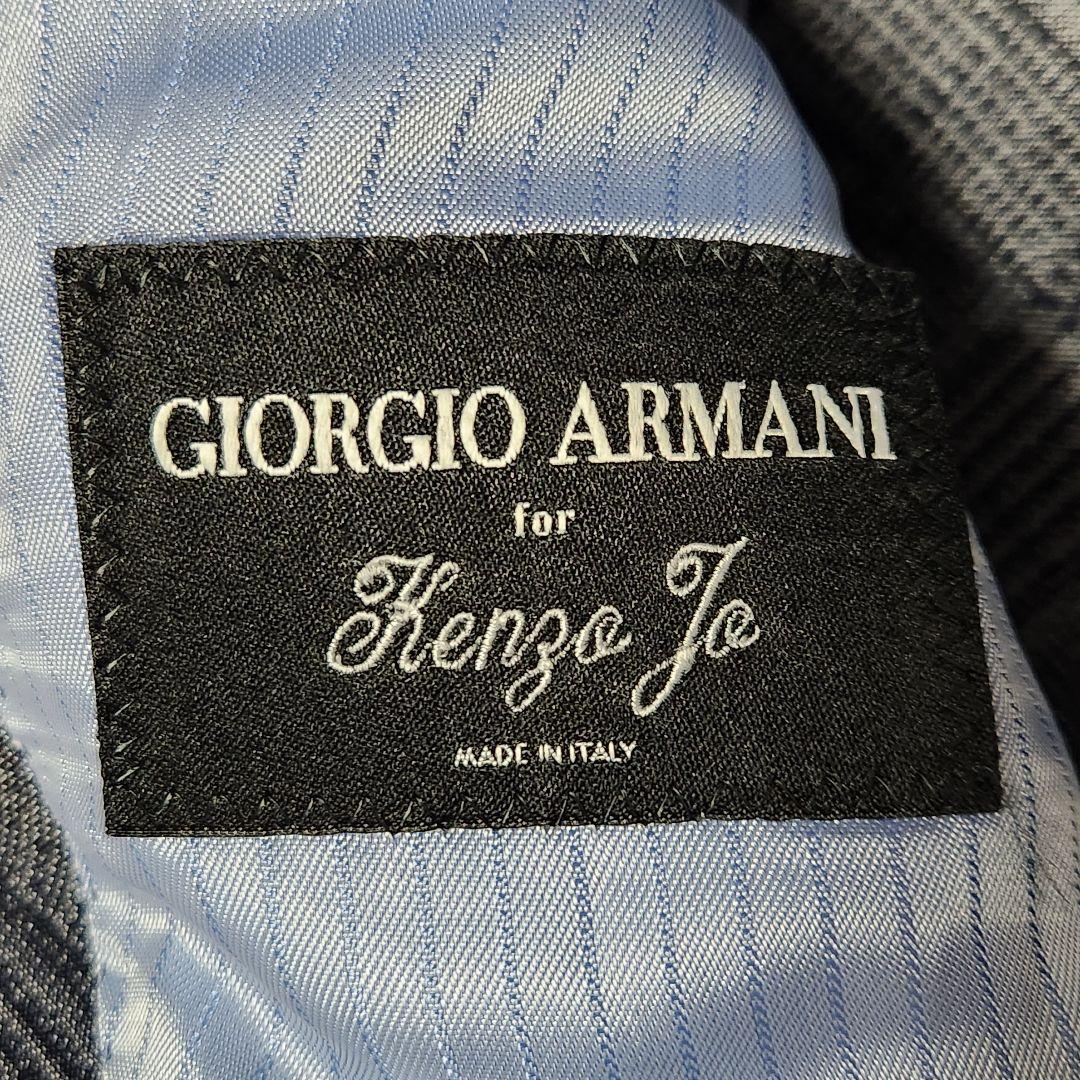 GIORGIO ARMANI
for
Kenzo Jo
MADE IN ITALY